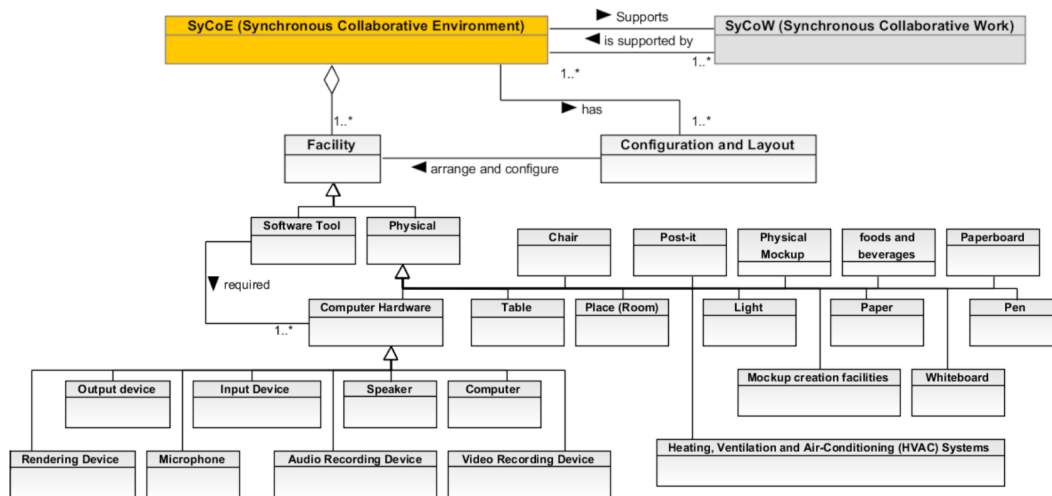 SyCoE (Synchronous Collaborative Environment)
Supports
SyCoW (Synchronous Collaborative Work)
is supported by
1..*
1..*
has
1..*
1..*
Facility
Configuration and Layout
arrange and configure
Software Tool
Physical
Chair
Post-it
Physical
Mockup
foods and
beverages
Paperboard
required
1..*
Computer Hardware
Table
Place (Room)
Light
Paper
Pen
Output device
Input Device
Speaker
Computer
Mockup creation facilities
Whiteboard
Rendering Device
Microphone
Audio Recording Device
Video Recording Device
Heating, Ventilation and Air-Conditioning (HVAC) Systems